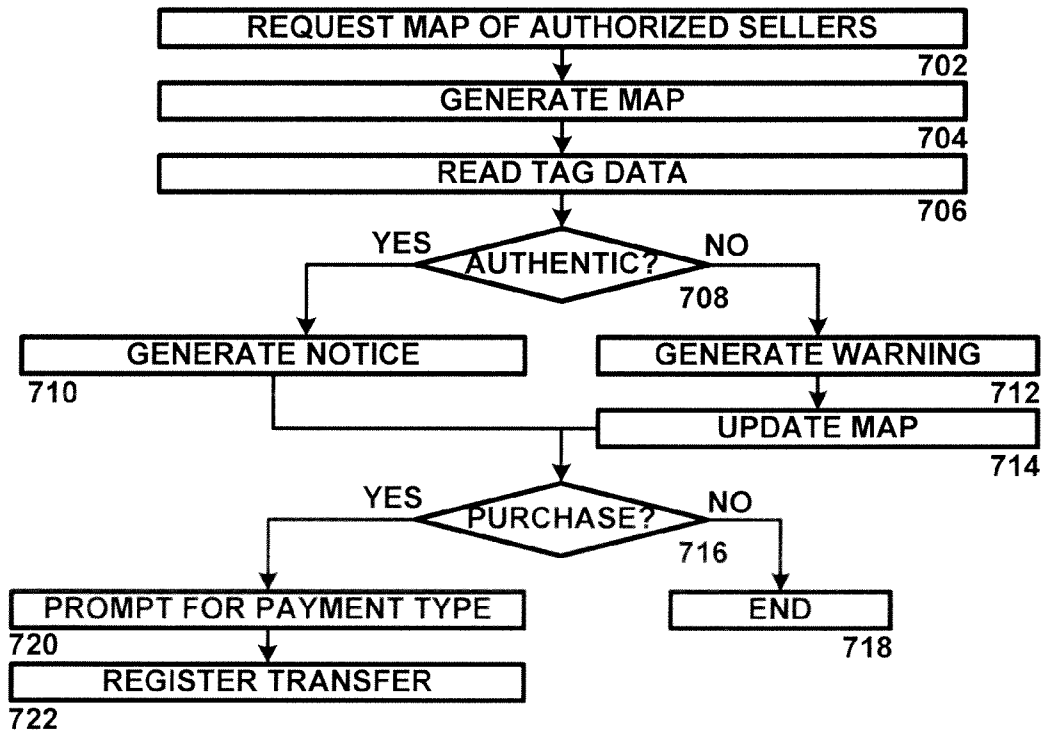 REQUEST MAP OF AUTHORIZED SELLERS
702
GENERATE MAP
704
READ TAG DATA
706
YES
NO
AUTHENTIC?
708
GENERATE NOTICE
710
GENERATE WARNING
712
UPDATE MAP
714
YES
NO
PURCHASE?
716
PROMPT FOR PAYMENT TYPE
720
END
718
REGISTER TRANSFER
722